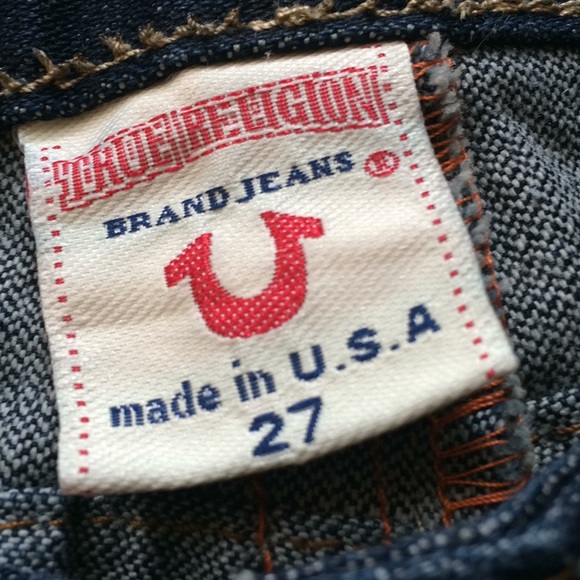 TRUE RELIGION
BRAND JEANS ®
made in U.S.A
27